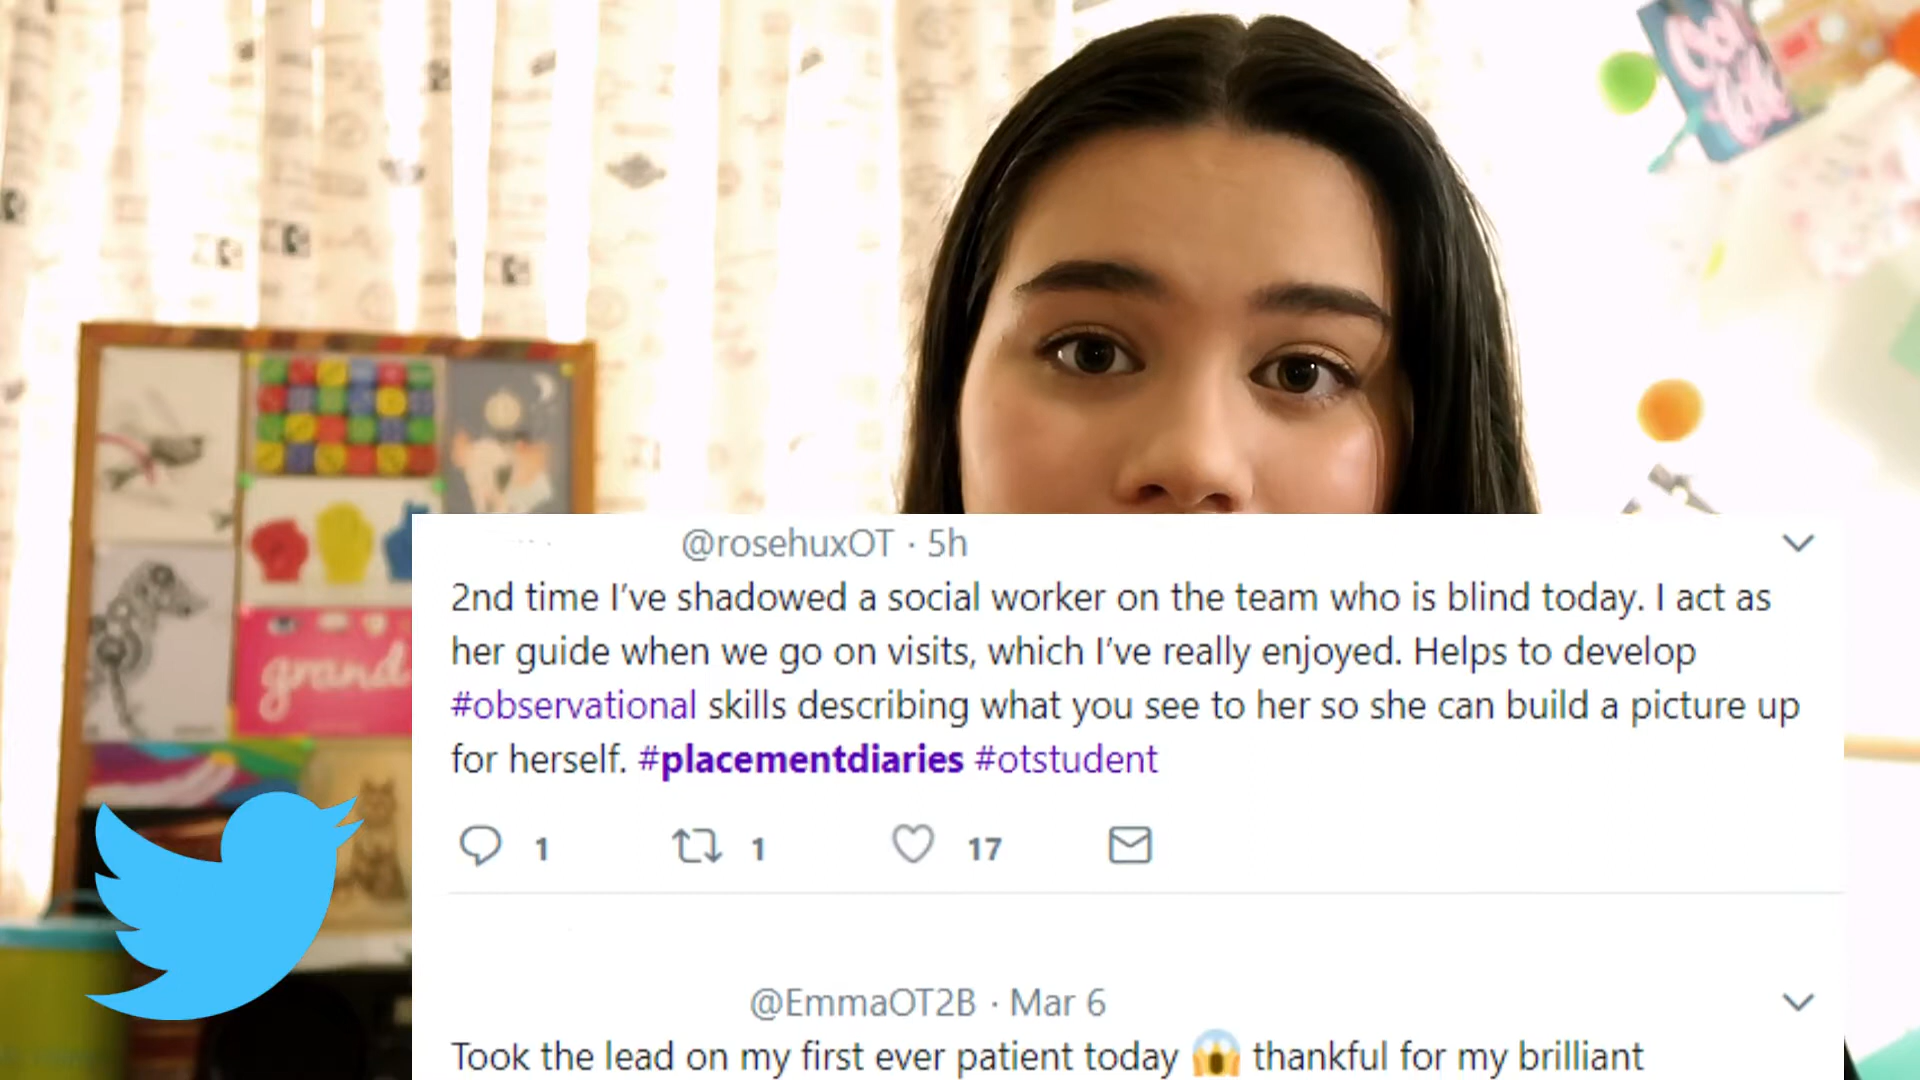 @rosehuxOT · 5h
2nd time I’ve shadowed a social worker on the team who is blind today. I act as
her guide when we go on visits, which I’ve really enjoyed. Helps to develop
#observational skills describing what you see to her so she can build a picture up
for herself. #placementdiaries #otstudent
1 1 17
@EmmaOT2B · Mar 6
Took the lead on my first ever patient today 😱 thankful for my brilliant
grand